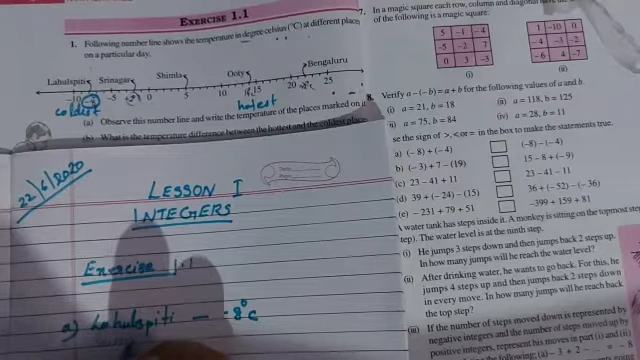 EXERCISE 1.1
1. Following number line shows the temperature in degree celsius (°C) at different places
on a particular day.
Lahulspiti Srinagar Shimla Ooty Bengaluru
-10 -5 0 5 10 15 20 25
coldest hotest
(a) Observe this number line and write the temperature of the places marked on it.
(b) What is the temperature difference between the hottest and the coldest place
22/6/2020
LESSON I
INTEGERS
Exercise 1.1
a) Lahulspiti — -8°C
7. In a magic square each row, column and diagonal
of the following is a magic square.
5 -1 -4
-5 -2 7
0 3 -3
(i)
1 -10 0
-4 -3 -2
-6 4 -7
(ii)
8. Verify a – (–b) = a + b for the following values of a and b.
(i) a = 21, b = 18 (ii) a = 118, b = 125
a = 75, b = 84 (iv) a = 28, b = 11
se the sign of >, < or = in the box to make the statements true.
a) (–8) + (–4) (–8) – (–4)
b) (–3) + 7 – (19) 15 – 8 + (–9)
(c) 23 – 41 + 11 23 – 41 – 11
(d) 39 + (–24) – (15) 36 + (–52) – (–36)
(e) – 231 + 79 + 51 –399 + 159 + 81
A water tank has steps inside it. A monkey is sitting on the topmost step
step). The water level is at the ninth step.
(i) He jumps 3 steps down and then jumps back 2 steps up.
In how many jumps will he reach the water level?
(ii) After drinking water, he wants to go back. For this, he
jumps 4 steps up and then jumps back 2 steps down
in every move. In how many jumps will he reach back
the top step?
(iii) If the number of steps moved down is represented by
negative integers and the number of steps moved up by
positive integers, represent his moves in part (i) and (ii)